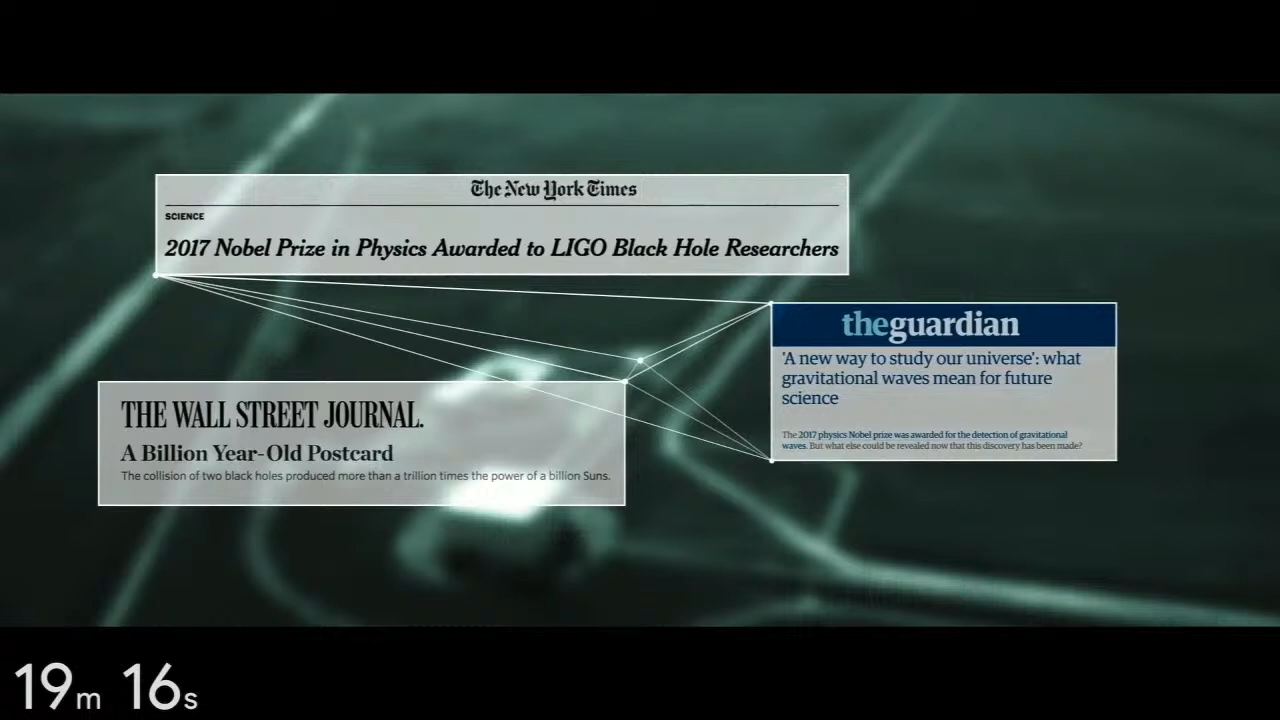 The New York Times
SCIENCE
2017 Nobel Prize in Physics Awarded to LIGO Black Hole Researchers
theguardian
'A new way to study our universe': what
gravitational waves mean for future
science
The 2017 physics Nobel prize was awarded for the detection of gravitational
waves. But what else could be revealed now that this discovery has been made?
THE WALL STREET JOURNAL.
A Billion Year-Old Postcard
The collision of two black holes produced more than a trillion times the power of a billion Suns.
19m 16s